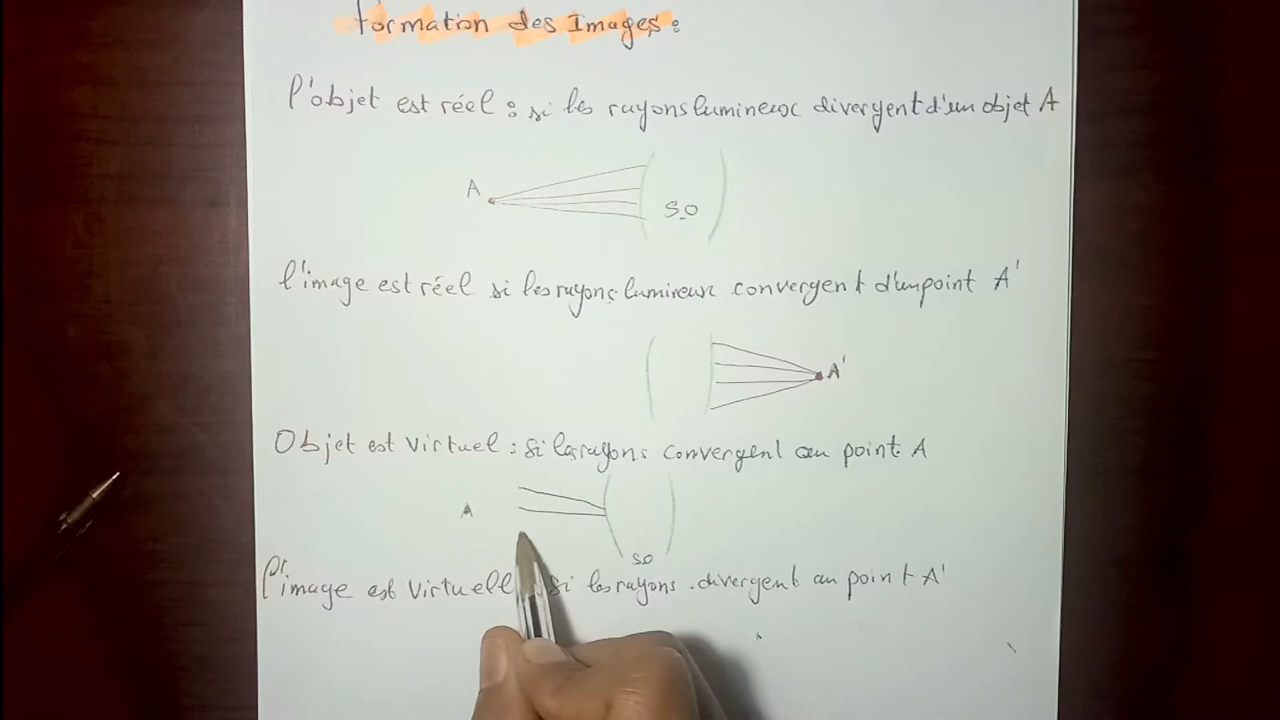 Formation des Images :
l'objet est réel : si les rayons lumineux divergent d'un objet A
A
S.O
l'image est réel si les rayons lumineux convergent d'un point A'
A'
Objet est virtuel : si les rayons convergent au point A
A
S.O
l'image est virtuelle : si les rayons divergent au point A'